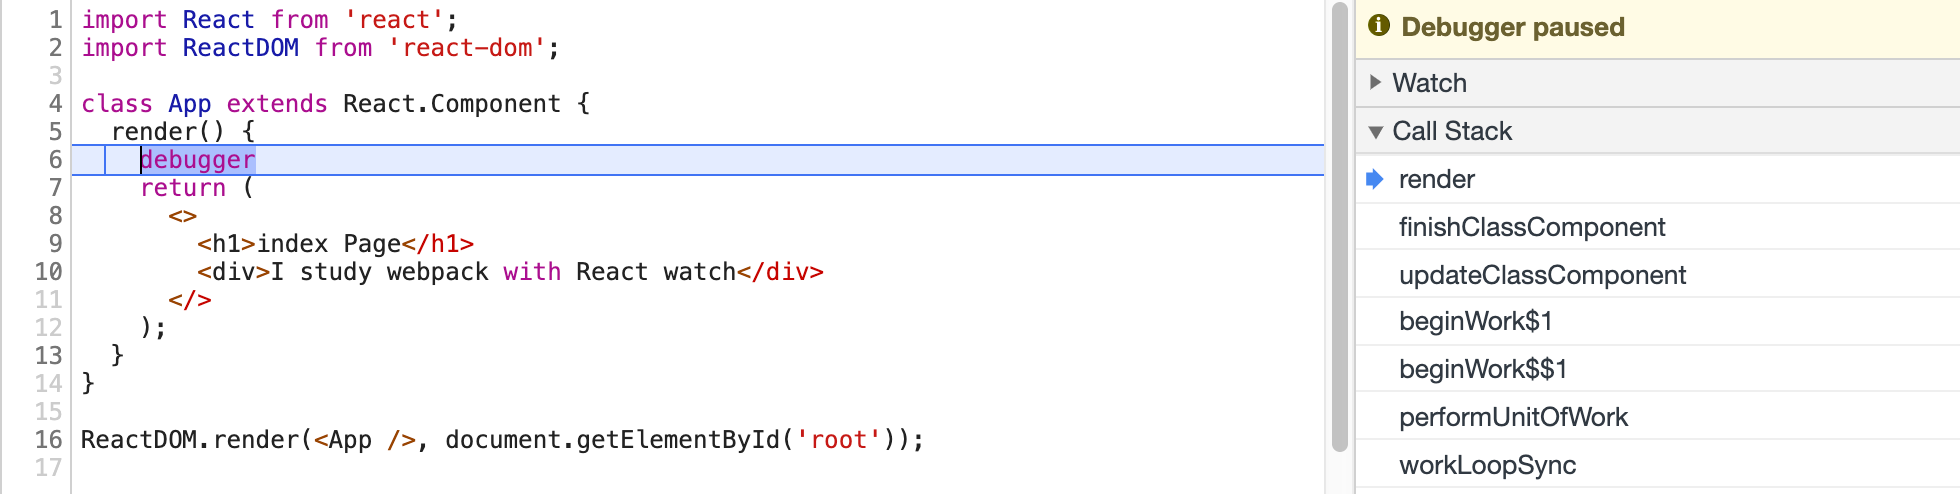 1 import React from 'react';
2 import ReactDOM from 'react-dom';
3
4 class App extends React.Component {
5   render() {
6     debugger
7     return (
8       <>
9         <h1>index Page</h1>
10         <div>I study webpack with React watch</div>
11       </>
12     );
13   }
14 }
15
16 ReactDOM.render(<App />, document.getElementById('root'));
17
Debugger paused
Watch
Call Stack
render
finishClassComponent
updateClassComponent
beginWork$1
beginWork$$1
performUnitOfWork
workLoopSync